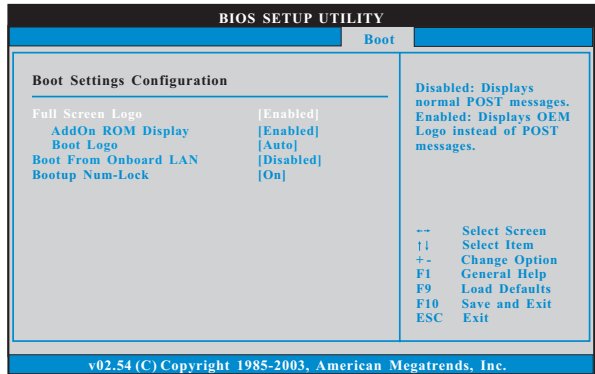 BIOS SETUP UTILITY
Boot
Boot Settings Configuration
Full Screen Logo [Enabled]
AddOn ROM Display [Enabled]
Boot Logo [Auto]
Boot From Onboard LAN [Disabled]
Bootup Num-Lock [On]
Disabled: Displays
normal POST messages.
Enabled: Displays OEM
Logo instead of POST
messages.
←→ Select Screen
↑↓ Select Item
+- Change Option
F1 General Help
F9 Load Defaults
F10 Save and Exit
ESC Exit
v02.54 (C) Copyright 1985-2003, American Megatrends, Inc.